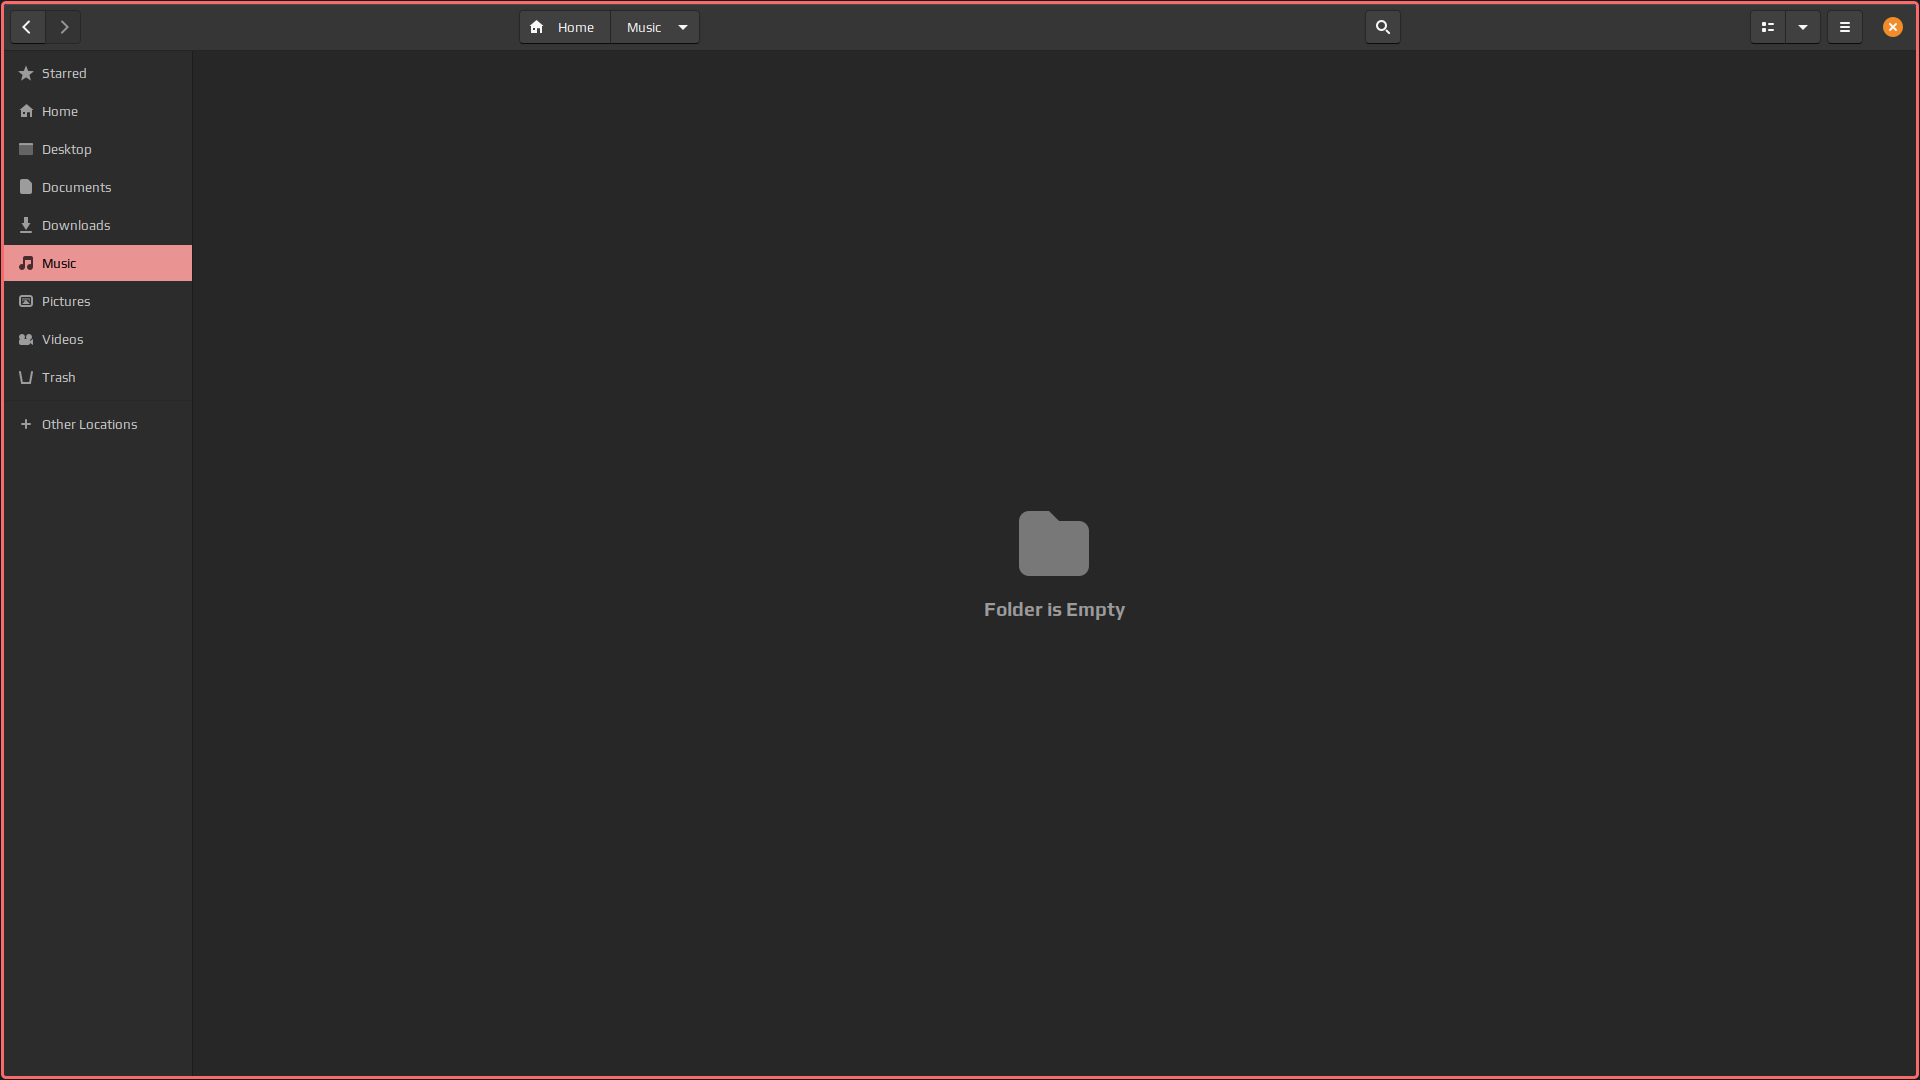 Home
Music
Starred
Home
Desktop
Documents
Downloads
Music
Pictures
Videos
Trash
Other Locations
Folder is Empty